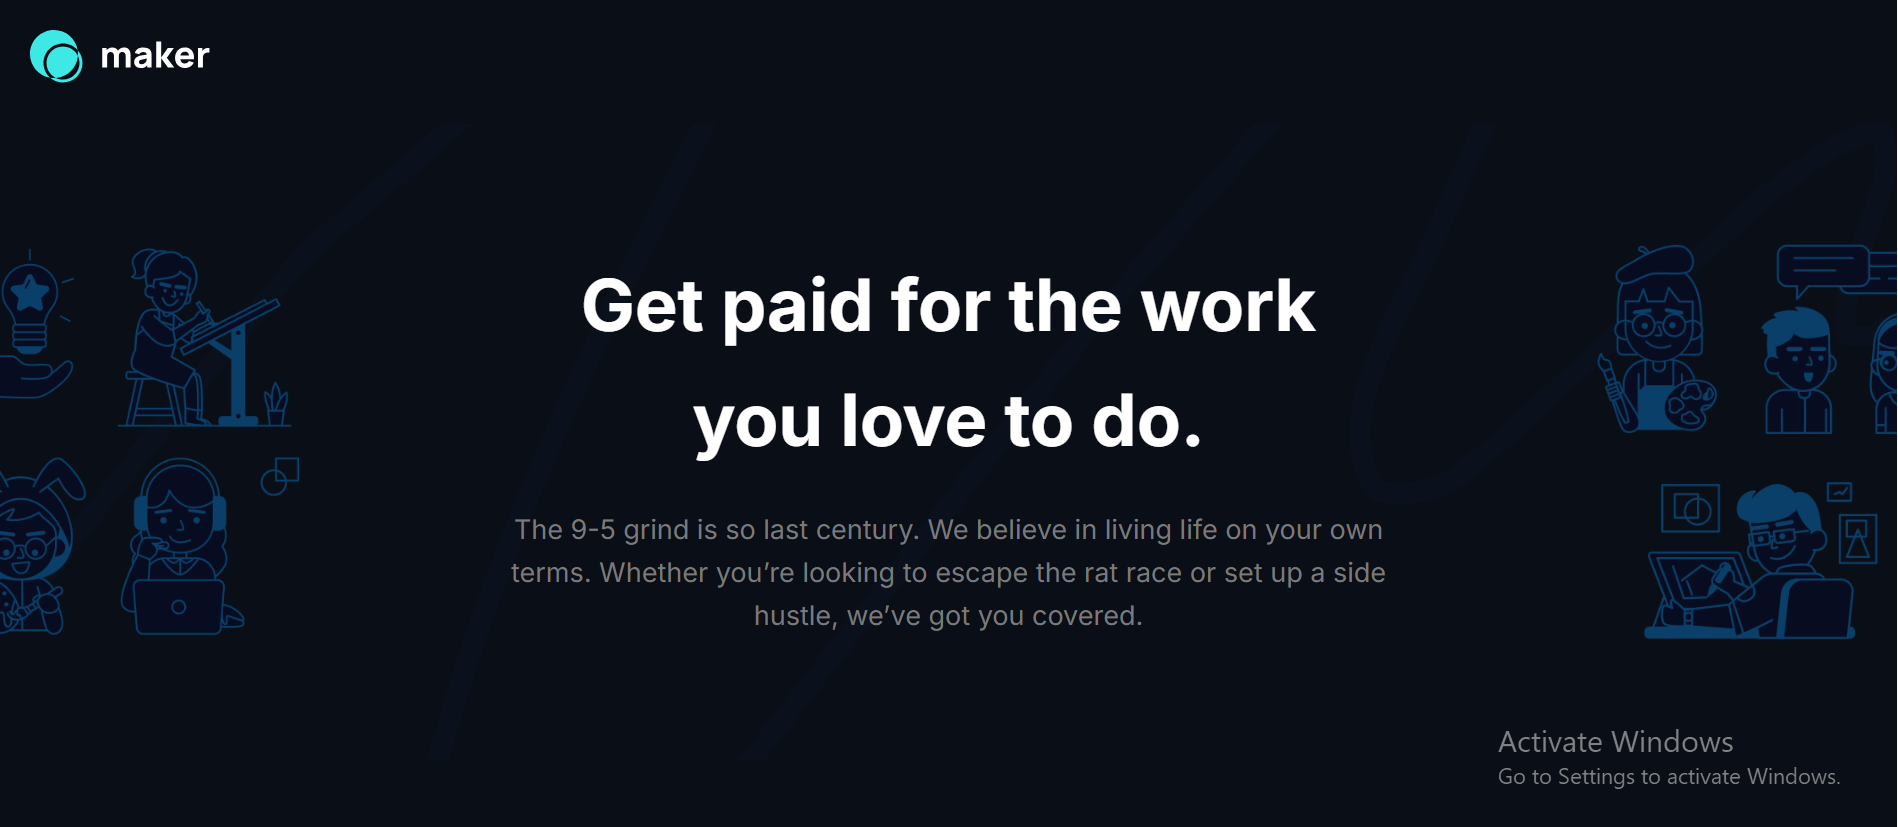 maker
Get paid for the work
you love to do.
The 9-5 grind is so last century. We believe in living life on your own
terms. Whether you’re looking to escape the rat race or set up a side
hustle, we’ve got you covered.
Activate Windows
Go to Settings to activate Windows.